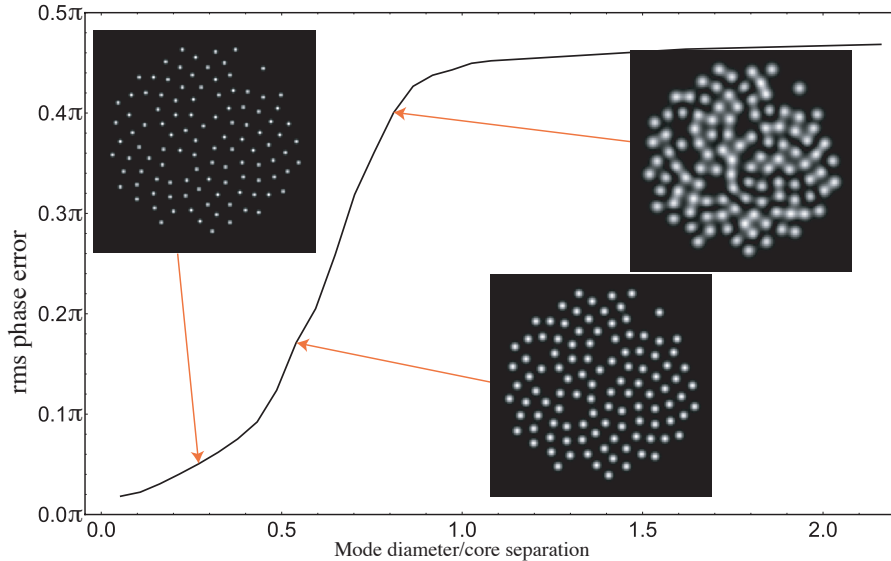 0.5π
0.4π
0.3π
0.2π
0.1π
0.0π
rms phase error
0.0 0.5 1.0 1.5 2.0
Mode diameter/core separation